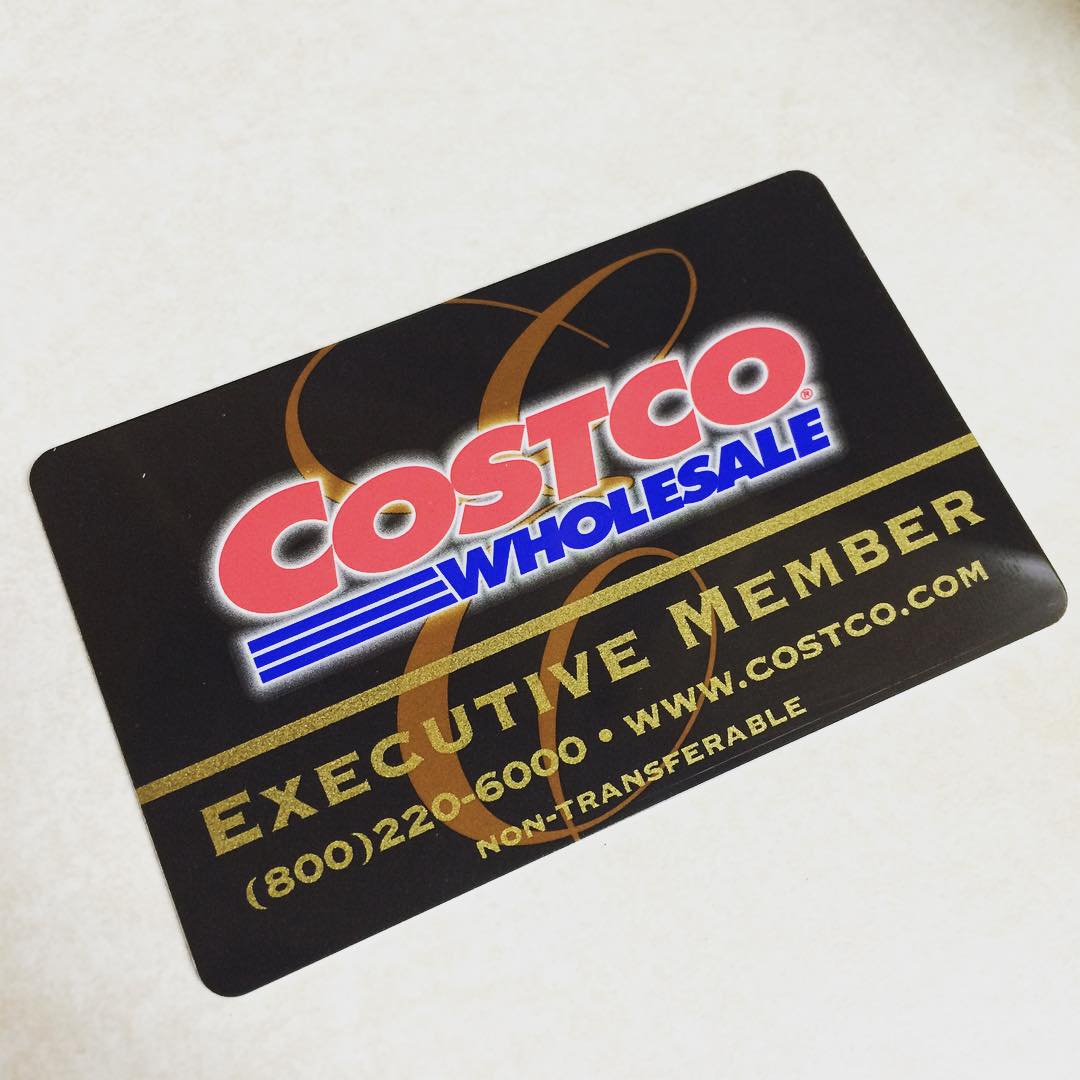 COSTCO®
WHOLESALE
EXECUTIVE MEMBER
(800)220-6000 • WWW.COSTCO.COM
NON-TRANSFERABLE